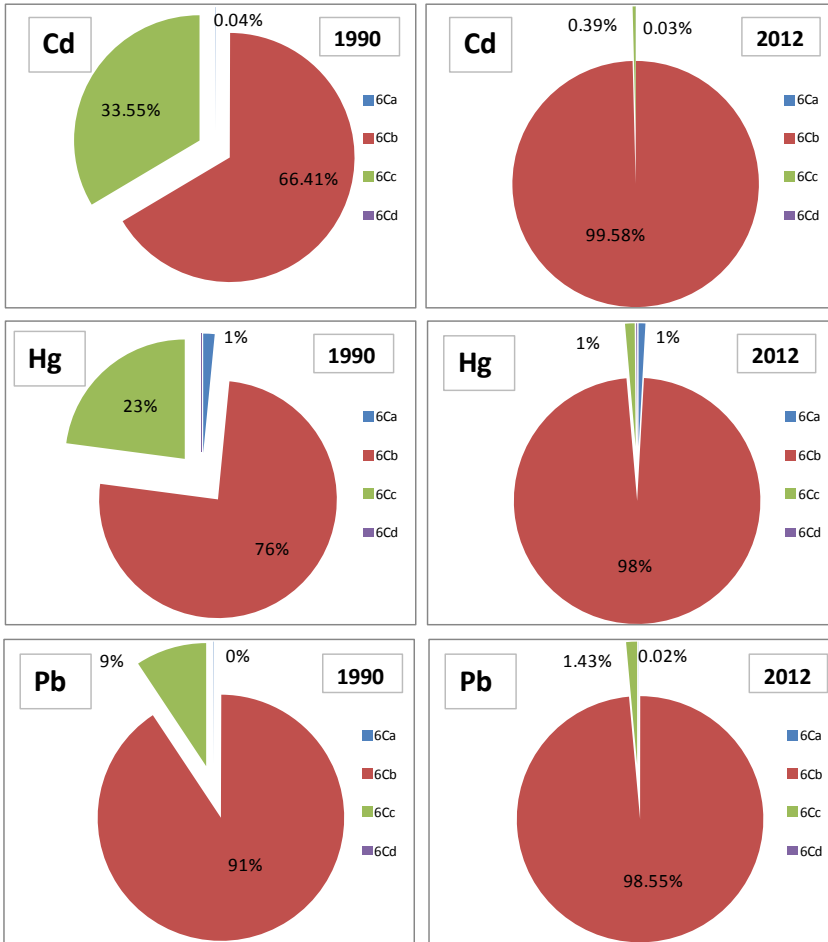 Cd
1990
0.04%
33.55%
66.41%
6Ca
6Cb
6Cc
6Cd
Cd
2012
0.39%
0.03%
99.58%
6Ca
6Cb
6Cc
6Cd
Hg
1990
1%
23%
76%
6Ca
6Cb
6Cc
6Cd
Hg
2012
1%
1%
98%
6Ca
6Cb
6Cc
6Cd
Pb
1990
9%
0%
91%
6Ca
6Cb
6Cc
6Cd
Pb
2012
1.43%
0.02%
98.55%
6Ca
6Cb
6Cc
6Cd